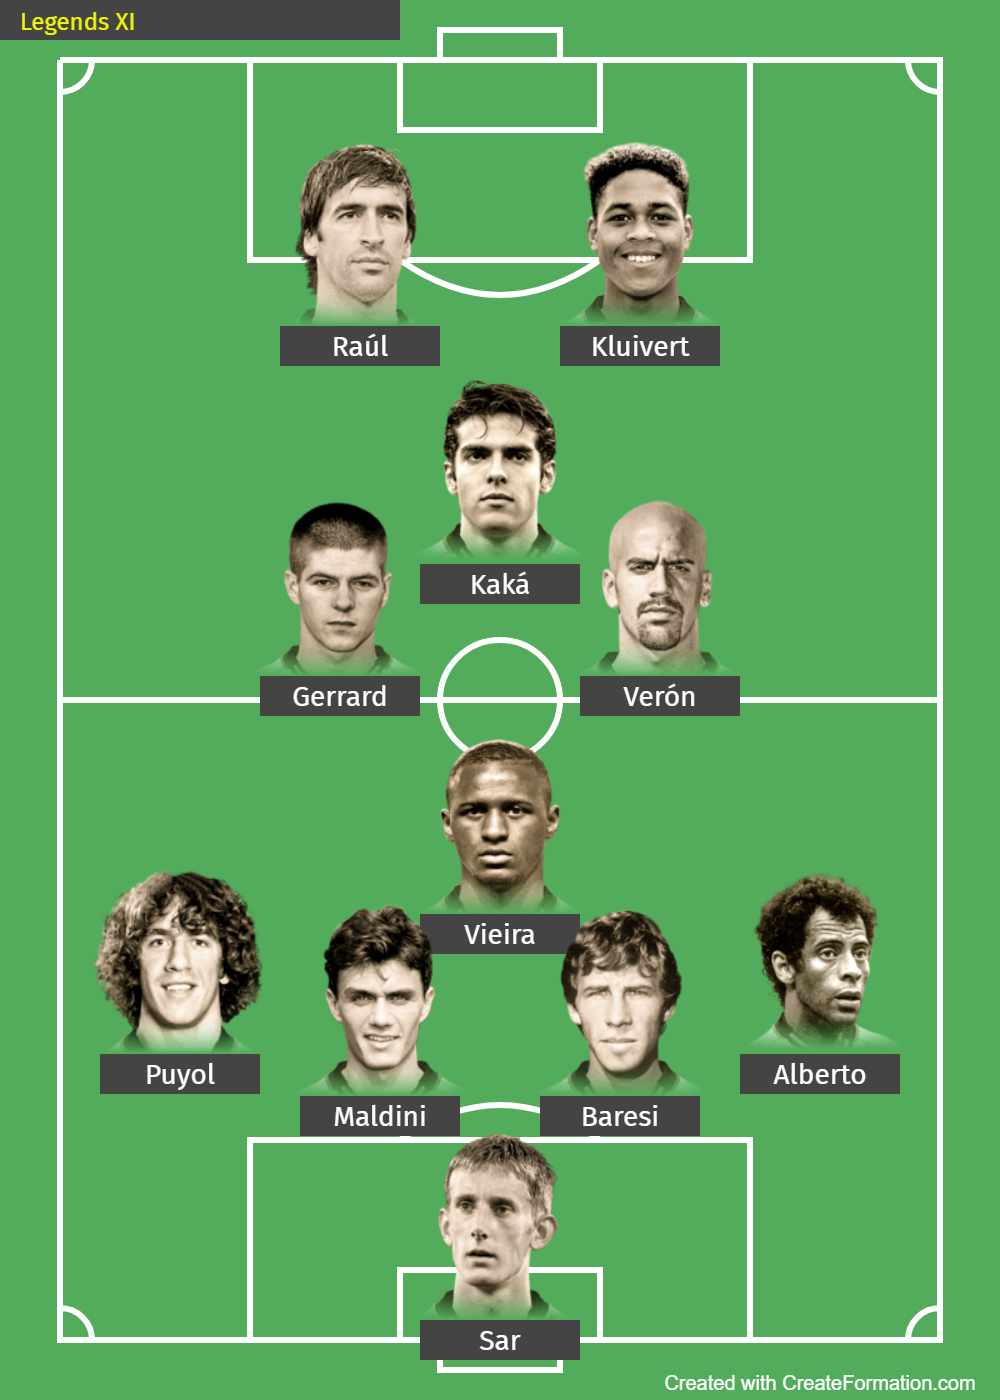 Legends XI
Raúl
Kluivert
Kaká
Gerrard
Verón
Vieira
Puyol
Alberto
Maldini
Baresi
Sar
Created with CreateFormation.com